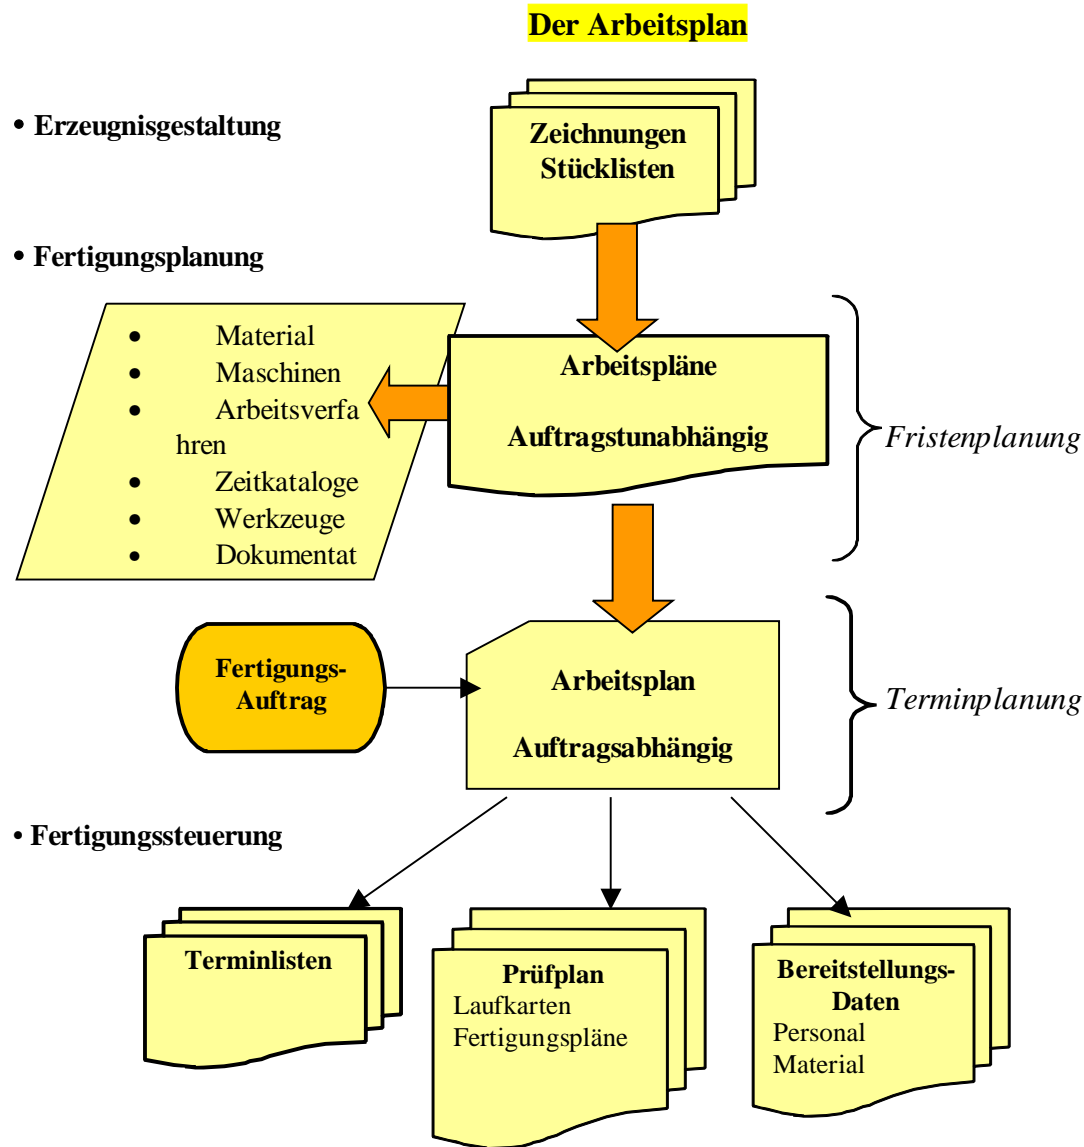 Der Arbeitsplan
• Erzeugnisgestaltung
Zeichnungen
Stücklisten
• Fertigungsplanung
• Material
• Maschinen
• Arbeitsverfa
hren
• Zeitkataloge
• Werkzeuge
• Dokumentat
Arbeitspläne
Auftragstunabhängig
Fristenplanung
Fertigungs-
Auftrag
Arbeitsplan
Auftragsabhängig
Terminplanung
• Fertigungssteuerung
Terminlisten
Prüfplan
Laufkarten
Fertigungspläne
Bereitstellungs-
Daten
Personal
Material